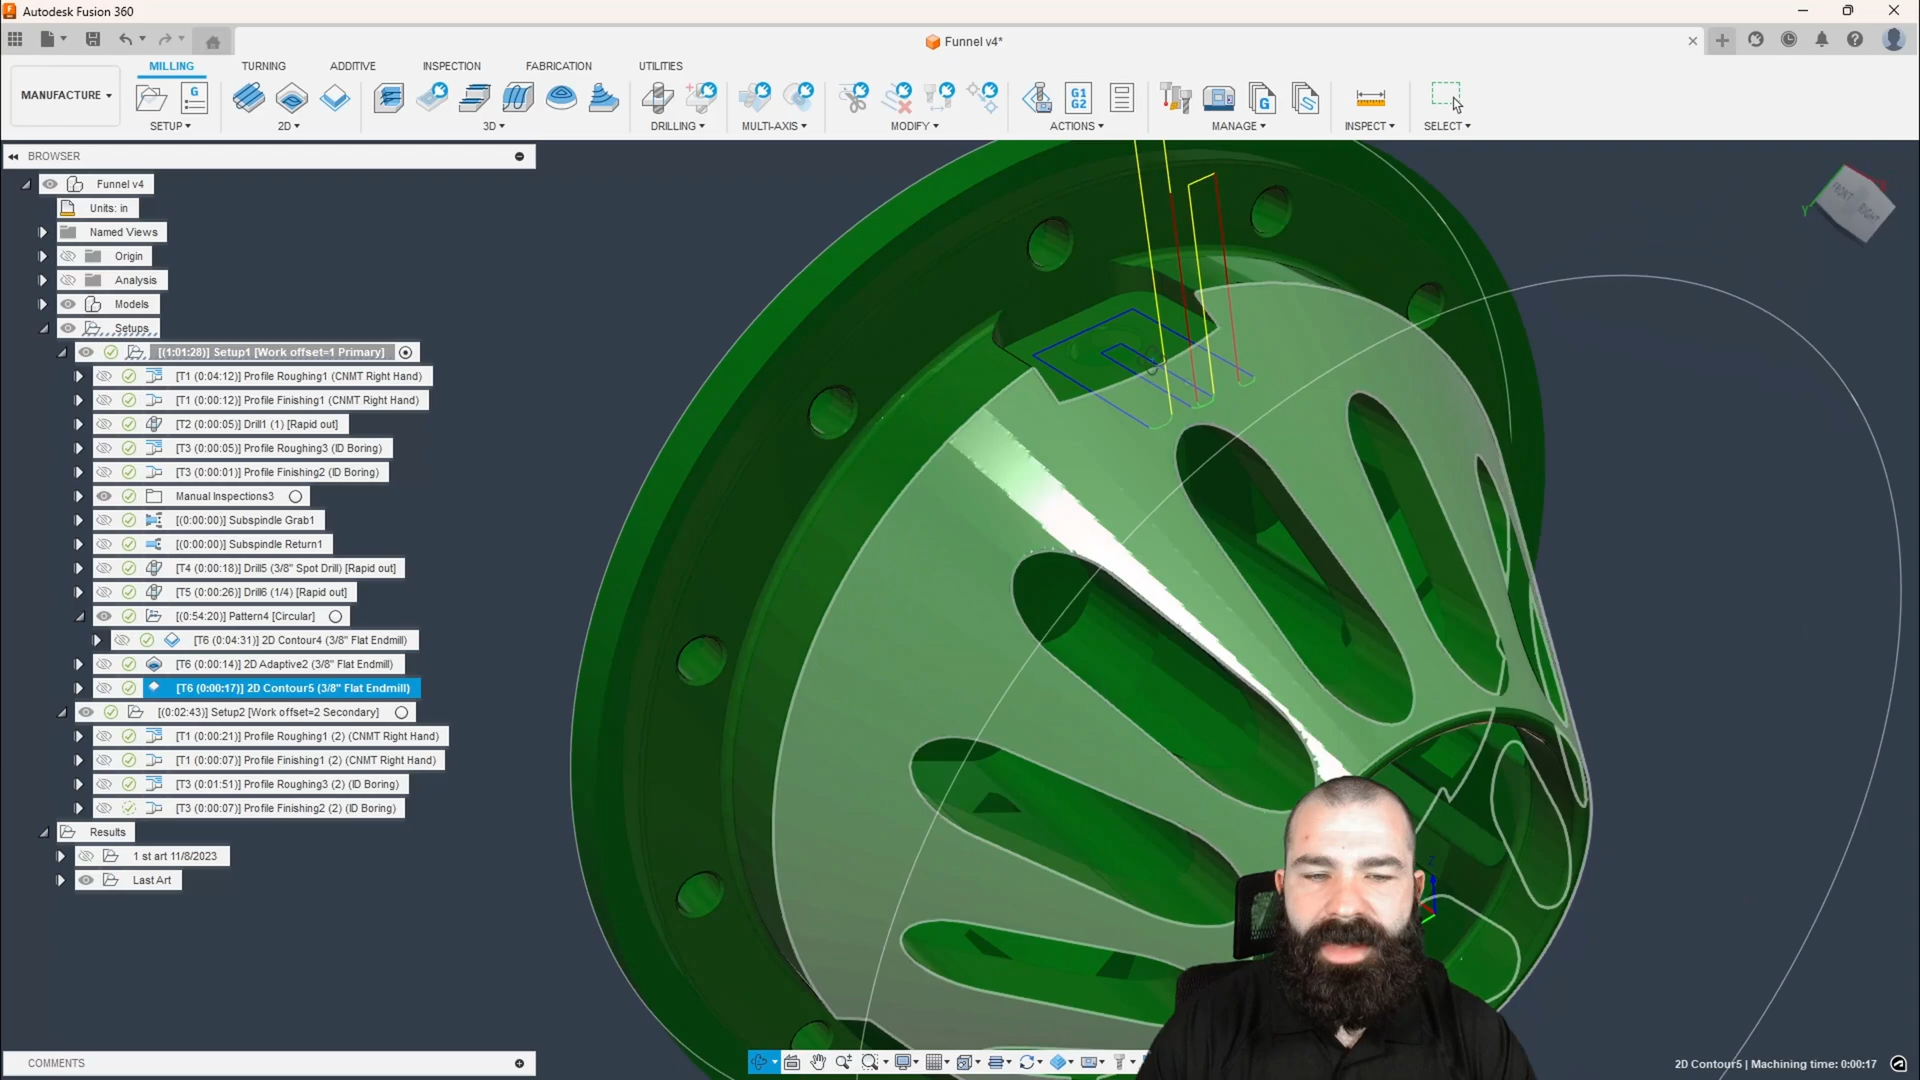 Autodesk Fusion 360
Funnel v4*
MILLING TURNING ADDITIVE INSPECTION FABRICATION UTILITIES
MANUFACTURE
G1 G2
SETUP 2D 3D DRILLING MULTI-AXIS MODIFY ACTIONS MANAGE INSPECT SELECT
BROWSER
Funnel v4
Units: in
Named Views
Origin
Analysis
Models
Setups
[(1:01:28)] Setup1 [Work offset=1 Primary]
[T1 (0:04:12)] Profile Roughing1 (CNMT Right Hand)
[T1 (0:00:12)] Profile Finishing1 (CNMT Right Hand)
[T2 (0:00:05)] Drill1 (1) [Rapid out]
[T3 (0:00:05)] Profile Roughing3 (ID Boring)
[T3 (0:00:01)] Profile Finishing2 (ID Boring)
Manual Inspections3
[(0:00:00)] Subspindle Grab1
[(0:00:00)] Subspindle Return1
[T4 (0:00:18)] Drill5 (3/8" Spot Drill) [Rapid out]
[T5 (0:00:26)] Drill6 (1/4) [Rapid out]
[(0:54:20)] Pattern4 [Circular]
[T6 (0:04:31)] 2D Contour4 (3/8" Flat Endmill)
[T6 (0:00:14)] 2D Adaptive2 (3/8" Flat Endmill)
[T6 (0:00:17)] 2D Contour5 (3/8" Flat Endmill)
[(0:02:43)] Setup2 [Work offset=2 Secondary]
[T1 (0:00:21)] Profile Roughing1 (2) (CNMT Right Hand)
[T1 (0:00:07)] Profile Finishing1 (2) (CNMT Right Hand)
[T3 (0:01:51)] Profile Roughing3 (2) (ID Boring)
[T3 (0:00:07)] Profile Finishing2 (2) (ID Boring)
Results
1 st art 11/8/2023
Last Art
FRONT RIGHT
Y
Z
COMMENTS
2D Contour5 | Machining time: 0:00:17